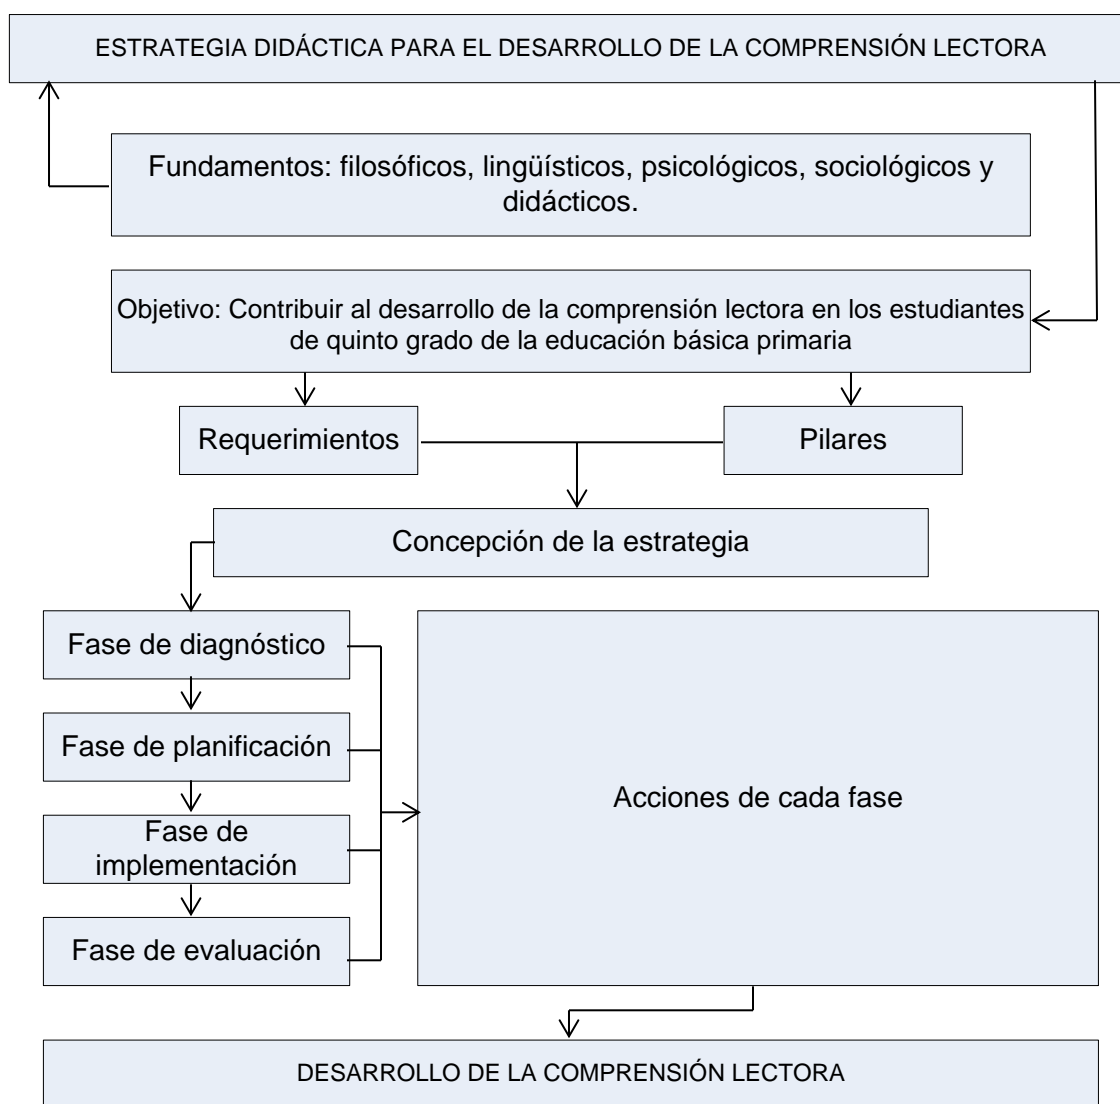 ESTRATEGIA DIDÁCTICA PARA EL DESARROLLO DE LA COMPRENSIÓN LECTORA
Fundamentos: filosóficos, lingüísticos, psicológicos, sociológicos y
didácticos.
Objetivo: Contribuir al desarrollo de la comprensión lectora en los estudiantes
de quinto grado de la educación básica primaria
Requerimientos
Pilares
Concepción de la estrategia
Fase de diagnóstico
Fase de planificación
Fase de
implementación
Fase de evaluación
Acciones de cada fase
DESARROLLO DE LA COMPRENSIÓN LECTORA